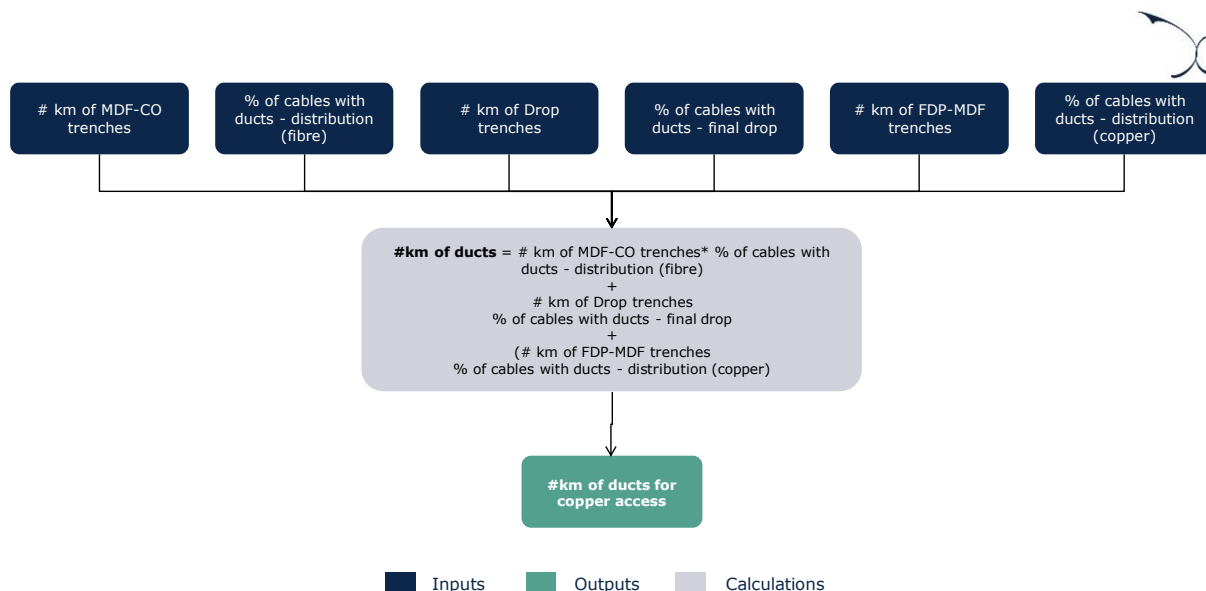 # km of MDF-CO
trenches
% of cables with
ducts - distribution
(fibre)
# km of Drop
trenches
% of cables with
ducts - final drop
# km of FDP-MDF
trenches
% of cables with
ducts - distribution
(copper)
#km of ducts = # km of MDF-CO trenches* % of cables with
ducts - distribution (fibre)
+
# km of Drop trenches
% of cables with ducts - final drop
+
(# km of FDP-MDF trenches
% of cables with ducts - distribution (copper)
#km of ducts for
copper access
Inputs
Outputs
Calculations